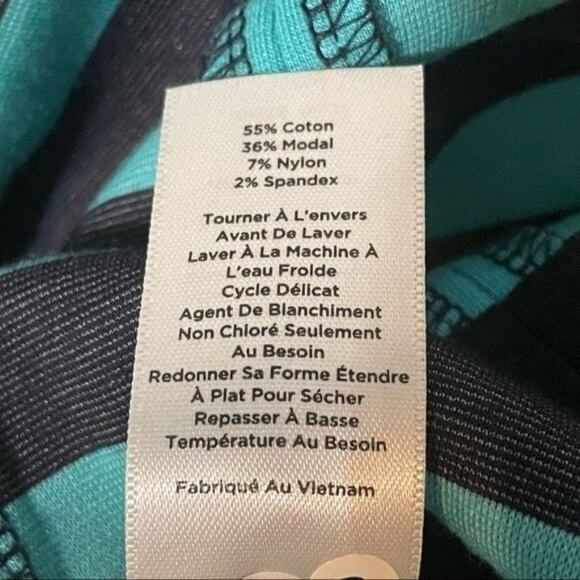 55% Coton
36% Modal
7% Nylon
2% Spandex
Tourner À L'envers
Avant De Laver
Laver À La Machine À
L'eau Froide
Cycle Délicat
Agent De Blanchiment
Non Chloré Seulement
Au Besoin
Redonner Sa Forme Étendre
À Plat Pour Sécher
Repasser À Basse
Température Au Besoin
Fabriqué Au Vietnam